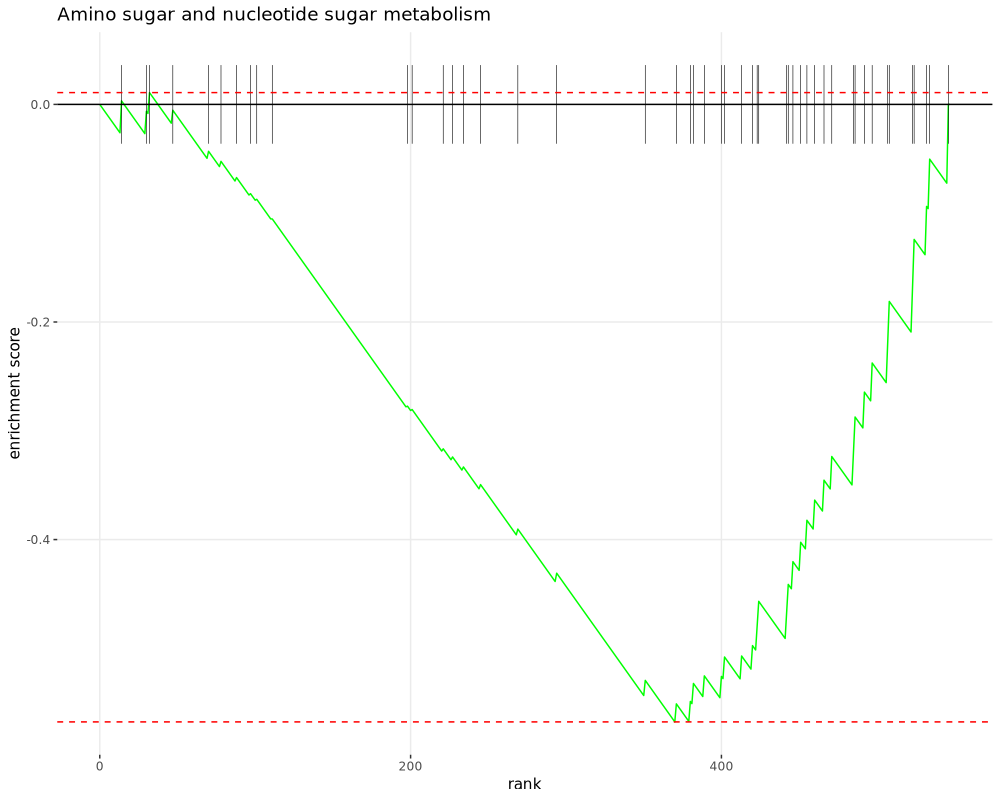 Amino sugar and nucleotide sugar metabolism
0.0
-0.2
-0.4
enrichment score
0 200 400
rank